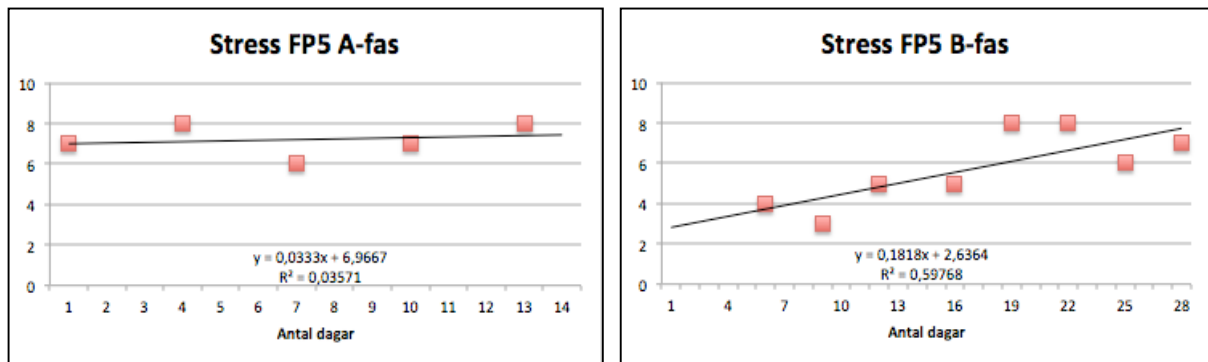 Stress FP5 A-fas
10
8
6
4
2
0
y = 0,0333x + 6,9667
R² = 0,03571
1 2 3 4 5 6 7 8 9 10 11 12 13 14
Antal dagar
Stress FP5 B-fas
10
8
6
4
2
0
y = 0,1818x + 2,6364
R² = 0,59768
1 4 7 10 13 16 19 22 25 28
Antal dagar